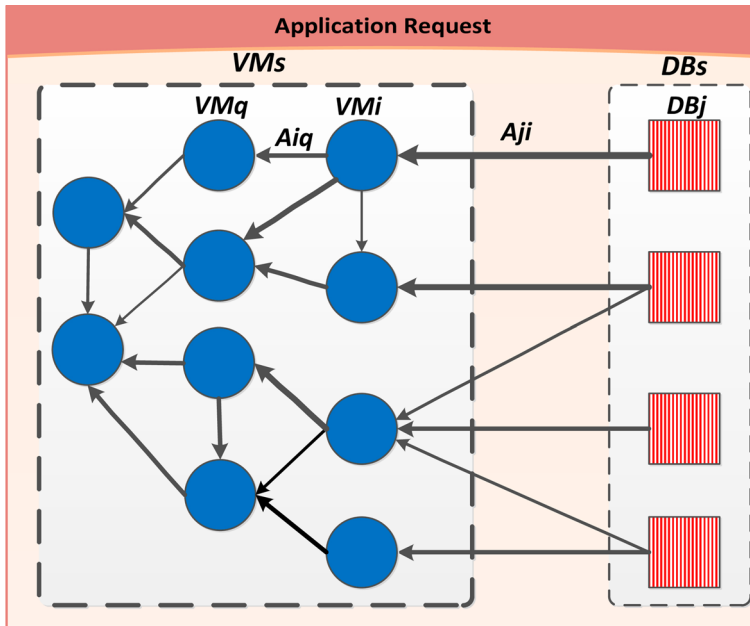 Application Request
VMs
DBs
VMq
VMi
DBj
Aiq
Aji